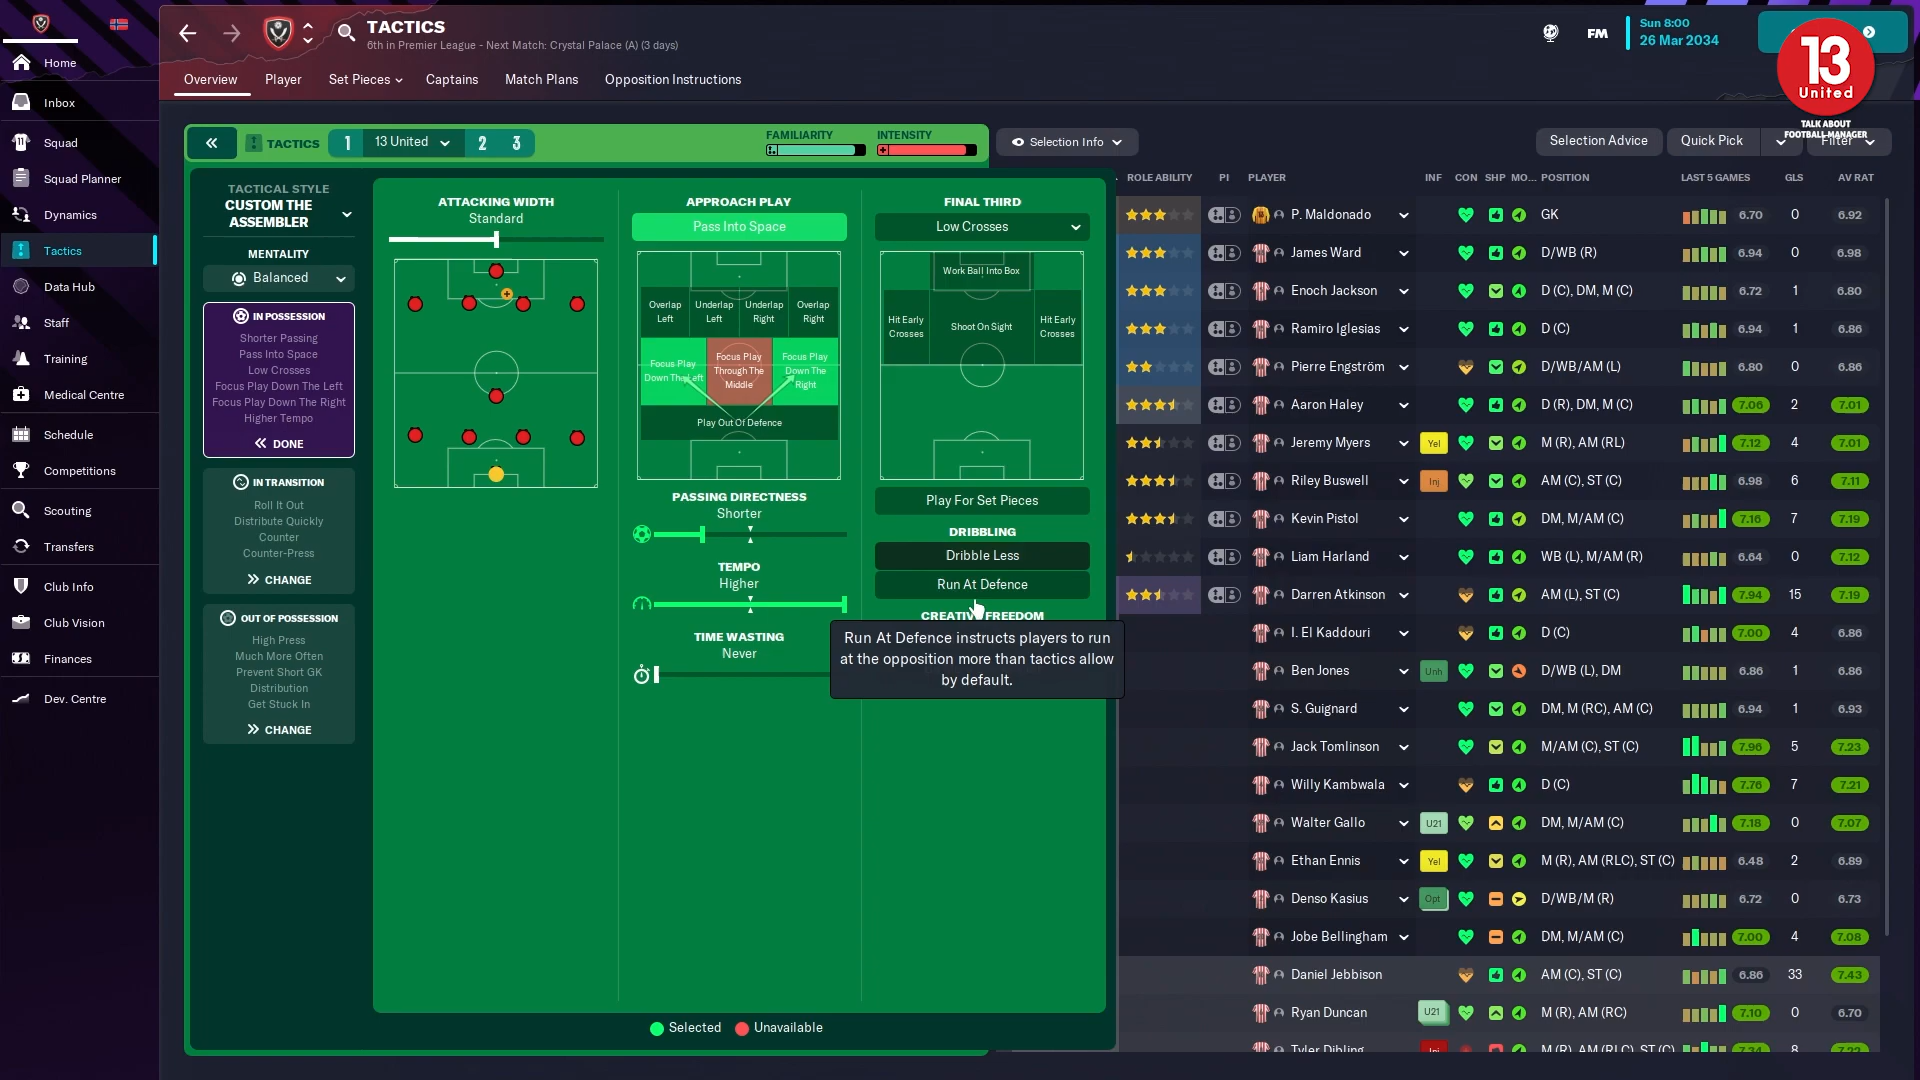 TACTICS
6th in Premier League - Next Match: Crystal Palace (A) (3 days)
FM
Sun 8:00
26 Mar 2034
13
United
TALK ABOUT
FOOTBALL MANAGER
Overview
Player
Set Pieces
Captains
Match Plans
Opposition Instructions
Home
Inbox
Squad
Squad Planner
Dynamics
Tactics
Data Hub
Staff
Training
Medical Centre
Schedule
Competitions
Scouting
Transfers
Club Info
Club Vision
Finances
Dev. Centre
TACTICS
1
13 United
2
3
FAMILIARITY
INTENSITY
Selection Info
Selection Advice
Quick Pick
Filter
TACTICAL STYLE
CUSTOM THE
ASSEMBLER
MENTALITY
Balanced
IN POSSESSION
Shorter Passing
Pass Into Space
Low Crosses
Focus Play Down The Left
Focus Play Down The Right
Higher Tempo
DONE
IN TRANSITION
Roll It Out
Distribute Quickly
Counter
Counter-Press
CHANGE
OUT OF POSSESSION
High Press
Much More Often
Prevent Short GK
Distribution
Get Stuck In
CHANGE
ATTACKING WIDTH
Standard
APPROACH PLAY
Pass Into Space
Overlap
Left
Underlap
Left
Underlap
Right
Overlap
Right
Focus Play
Down The Left
Focus Play
Through The
Middle
Focus Play
Down The
Right
Play Out Of Defence
PASSING DIRECTNESS
Shorter
TEMPO
Higher
TIME WASTING
Never
FINAL THIRD
Low Crosses
Work Ball Into Box
Hit Early
Crosses
Shoot On Sight
Hit Early
Crosses
Play For Set Pieces
DRIBBLING
Dribble Less
Run At Defence
CREATIVE FREEDOM
Run At Defence instructs players to run
at the opposition more than tactics allow
by default.
Selected
Unavailable
ROLE ABILITY PI PLAYER INF CON SHP MO... POSITION LAST 5 GAMES GLS AV RAT
P. Maldonado GK 6.70 0 6.92
James Ward D/WB (R) 6.94 0 6.98
Enoch Jackson D (C), DM, M (C) 6.72 1 6.80
Ramiro Iglesias D (C) 6.94 1 6.86
Pierre Engström D/WB/AM (L) 6.80 0 6.86
Aaron Haley D (R), DM, M (C) 7.06 2 7.01
Jeremy Myers Yel M (R), AM (RL) 7.12 4 7.01
Riley Buswell Inj AM (C), ST (C) 6.98 6 7.11
Kevin Pistol DM, M/AM (C) 7.16 7 7.19
Liam Harland WB (L), M/AM (R) 6.64 0 7.12
Darren Atkinson AM (L), ST (C) 7.94 15 7.19
I. El Kaddouri D (C) 7.00 4 6.86
Ben Jones Unh D/WB (L), DM 6.86 1 6.86
S. Guignard DM, M (RC), AM (C) 6.94 1 6.93
Jack Tomlinson M/AM (C), ST (C) 7.96 5 7.23
Willy Kambwala D (C) 7.76 7 7.21
Walter Gallo U21 DM, M/AM (C) 7.18 0 7.07
Ethan Ennis Yel M (R), AM (RLC), ST (C) 6.48 2 6.89
Denso Kasius Opt D/WB/M (R) 6.72 0 6.73
Jobe Bellingham DM, M/AM (C) 7.00 4 7.08
Daniel Jebbison AM (C), ST (C) 6.86 33 7.43
Ryan Duncan U21 M (R), AM (RC) 7.10 0 6.70
Tyler Dibling Inj M (R), AM (RLC), ST (C) 7.34 8 7.22